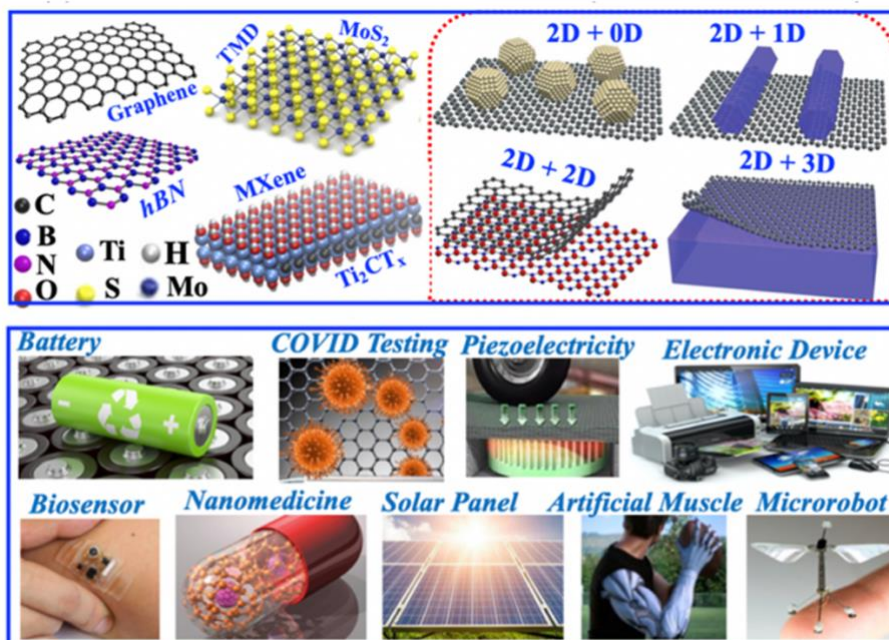 Graphene
TMD
MoS2
hBN
MXene
Ti2CTx
C
B
N
O
Ti
S
H
Mo
2D + 0D
2D + 1D
2D + 2D
2D + 3D
Battery
COVID Testing
Piezoelectricity
Electronic Device
Biosensor
Nanomedicine
Solar Panel
Artificial Muscle
Microrobot